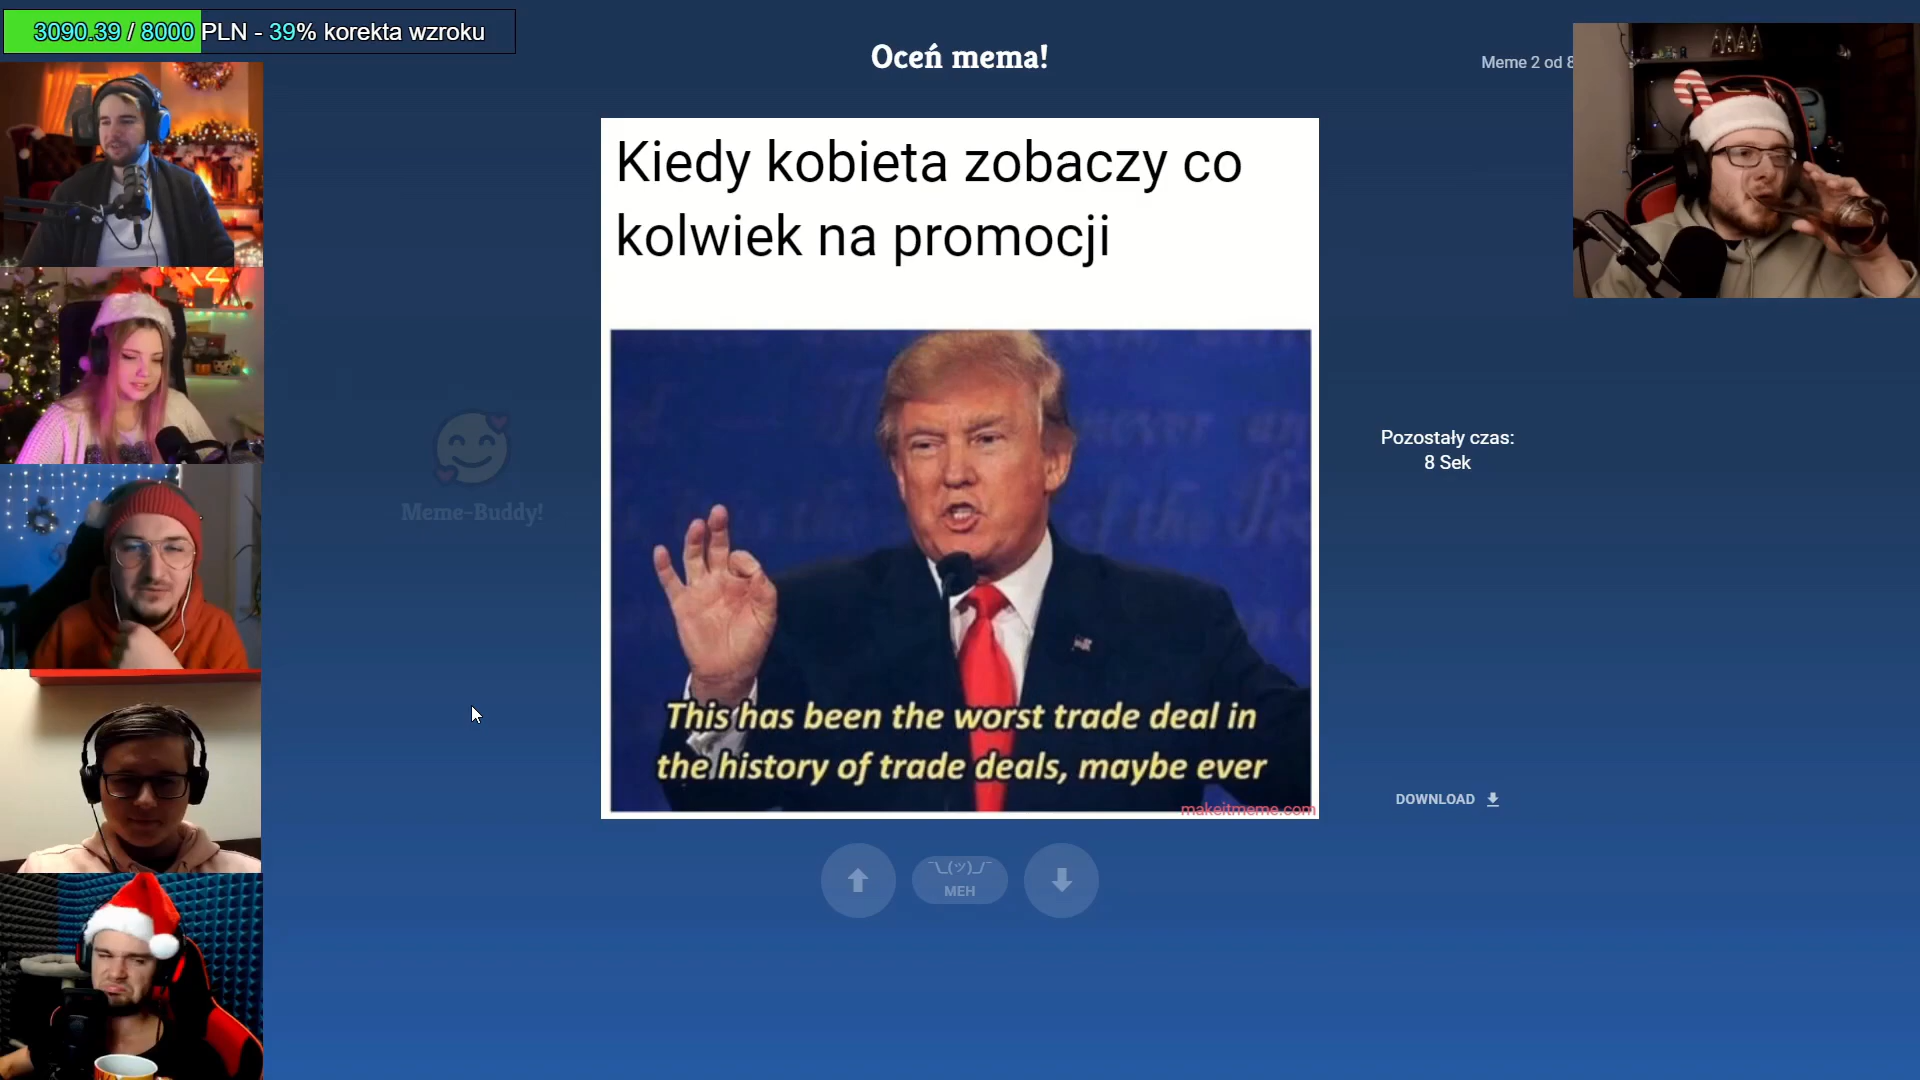 3090.39 / 8000 PLN - 39% korekta wzroku
Oceń mema!
Meme 2 od 8
Kiedy kobieta zobaczy co
kolwiek na promocji
Meme-Buddy!
Pozostały czas:
8 Sek
This has been the worst trade deal in
the history of trade deals, maybe ever
makeitmeme.com
DOWNLOAD
¯\_(ツ)_/¯
MEH